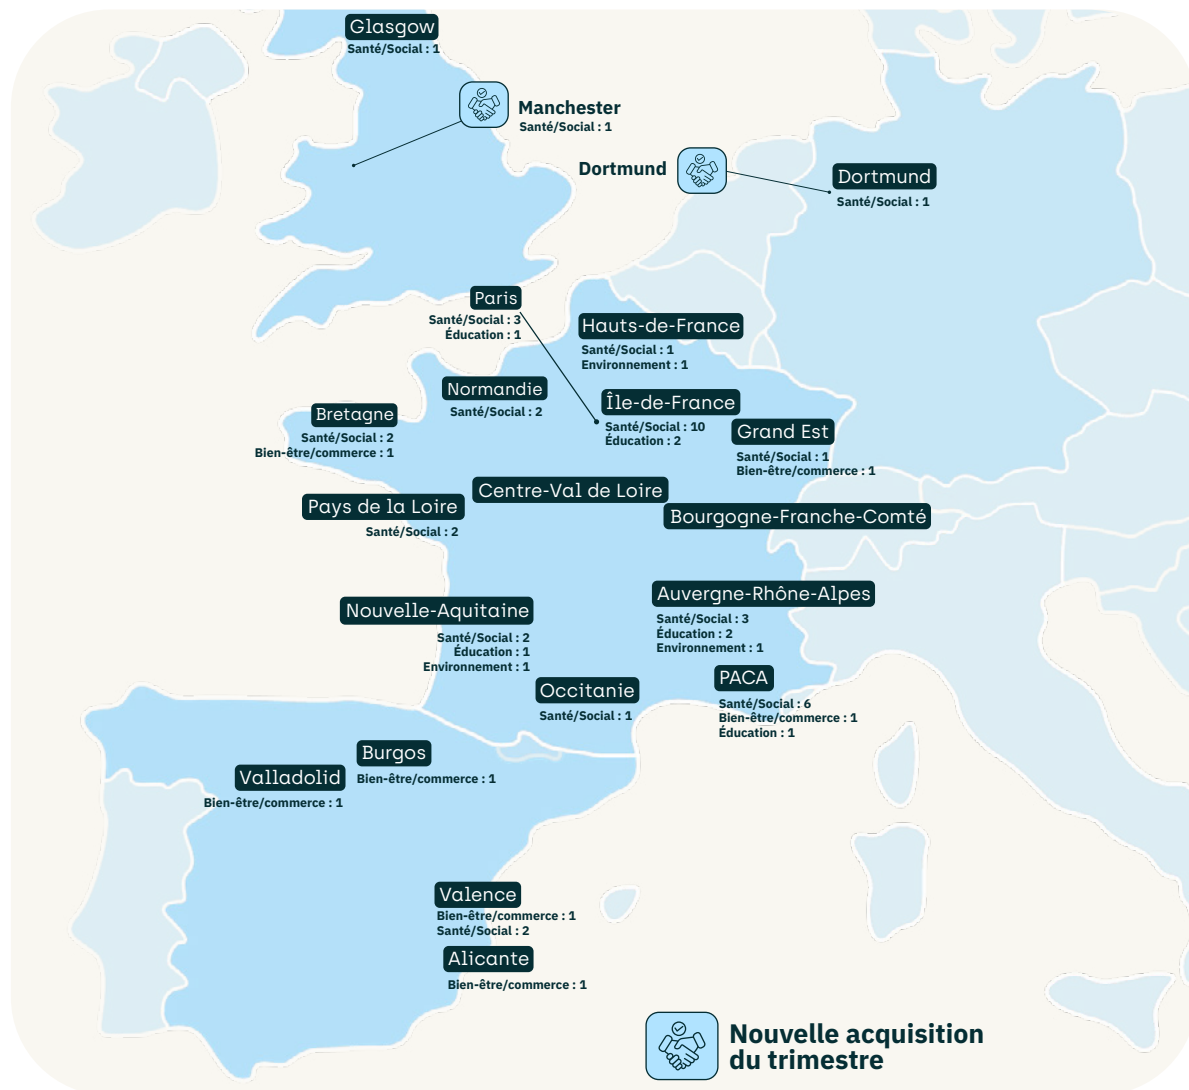 Glasgow
Santé/Social : 1
Manchester
Santé/Social : 1
Dortmund
Dortmund
Santé/Social : 1
Paris
Santé/Social : 3
Éducation : 1
Hauts-de-France
Santé/Social : 1
Environnement : 1
Normandie
Santé/Social : 2
Île-de-France
Santé/Social : 10
Éducation : 2
Bretagne
Santé/Social : 2
Bien-être/commerce : 1
Grand Est
Santé/Social : 1
Bien-être/commerce : 1
Centre-Val de Loire
Pays de la Loire
Santé/Social : 2
Bourgogne-Franche-Comté
Nouvelle-Aquitaine
Santé/Social : 2
Éducation : 1
Environnement : 1
Auvergne-Rhône-Alpes
Santé/Social : 3
Éducation : 2
Environnement : 1
Occitanie
Santé/Social : 1
PACA
Santé/Social : 6
Bien-être/commerce : 1
Éducation : 1
Burgos
Bien-être/commerce : 1
Valladolid
Bien-être/commerce : 1
Valence
Bien-être/commerce : 1
Santé/Social : 2
Alicante
Bien-être/commerce : 1
Nouvelle acquisition
du trimestre